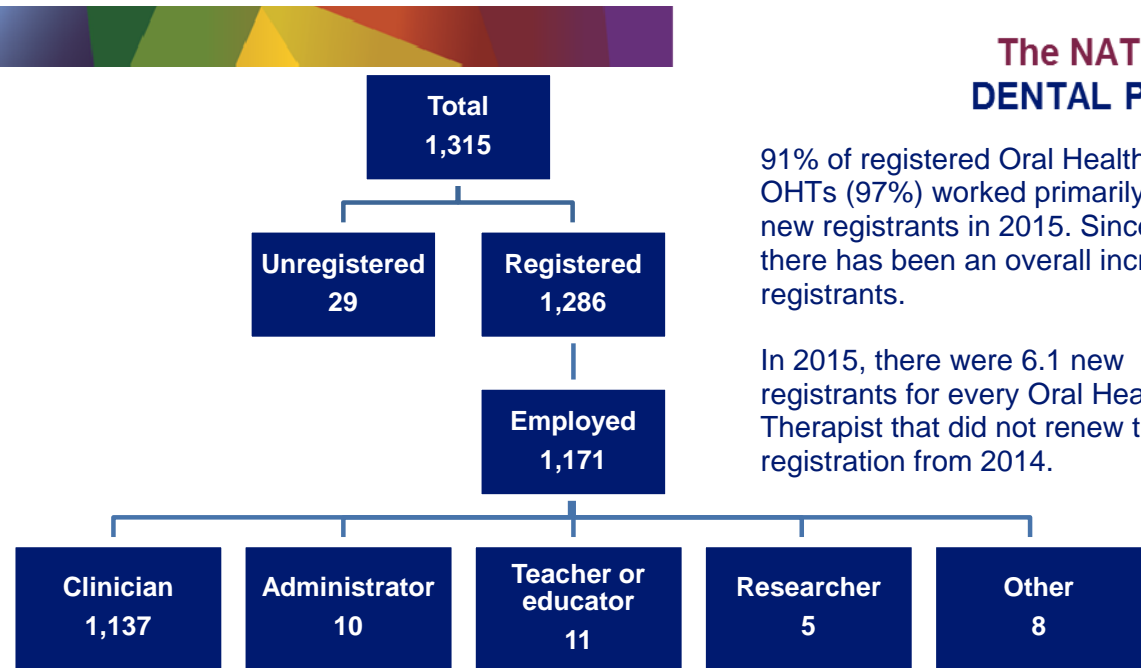 The NAT
DENTAL P
Total
1,315
91% of registered Oral Health
OHTs (97%) worked primarily
new registrants in 2015. Since
there has been an overall incr
registrants.
In 2015, there were 6.1 new
registrants for every Oral Hea
Therapist that did not renew t
registration from 2014.
Unregistered
29
Registered
1,286
Employed
1,171
Clinician
1,137
Administrator
10
Teacher or
educator
11
Researcher
5
Other
8